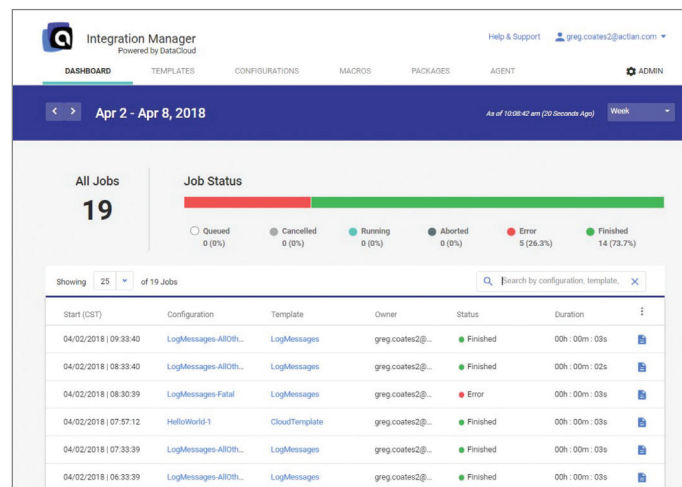 Integration Manager
Powered by DataCloud
Help & Support greg.coates2@actian.com
DASHBOARD TEMPLATES CONFIGURATIONS MACROS PACKAGES AGENT ADMIN
Apr 2 - Apr 8, 2018 As of 10:08:42 am (20 Seconds Ago) Week
All Jobs Job Status
19
Queued Cancelled Running Aborted Error Finished
0 (0%) 0 (0%) 0 (0%) 0 (0%) 5 (26.3%) 14 (73.7%)
Showing 25 of 19 Jobs Search by configuration, template,
Start (CST) Configuration Template Owner Status Duration
04/02/2018 | 09:33:40 LogMessages-AllOth... LogMessages greg.coates2@... Finished 00h : 00m : 03s
04/02/2018 | 08:33:40 LogMessages-AllOth... LogMessages greg.coates2@... Finished 00h : 00m : 02s
04/02/2018 | 08:30:39 LogMessages-Fatal LogMessages greg.coates2@... Error 00h : 00m : 03s
04/02/2018 | 07:57:12 HelloWorld-1 CloudTemplate greg.coates2@... Finished 00h : 00m : 03s
04/02/2018 | 07:33:39 LogMessages-AllOth... LogMessages greg.coates2@... Finished 00h : 00m : 03s
04/02/2018 | 06:33:39 LogMessages-AllOth... LogMessages greg.coates2@... Finished 00h : 00m : 03s